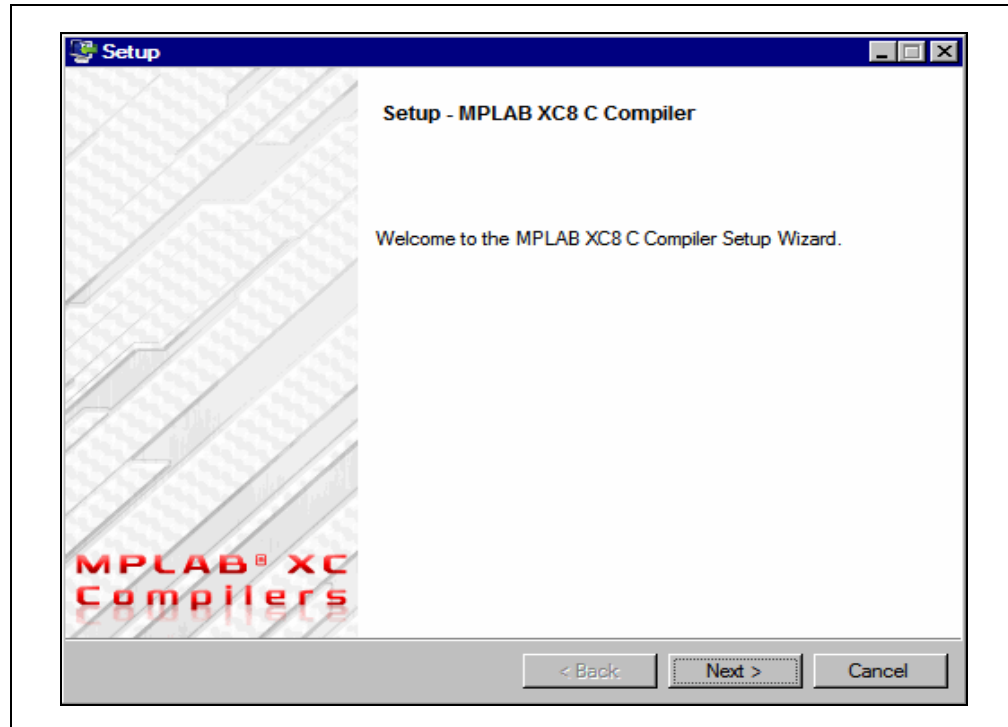 Setup
Setup - MPLAB XC8 C Compiler
Welcome to the MPLAB XC8 C Compiler Setup Wizard.
MPLAB® XC
Compilers
< Back
Next >
Cancel